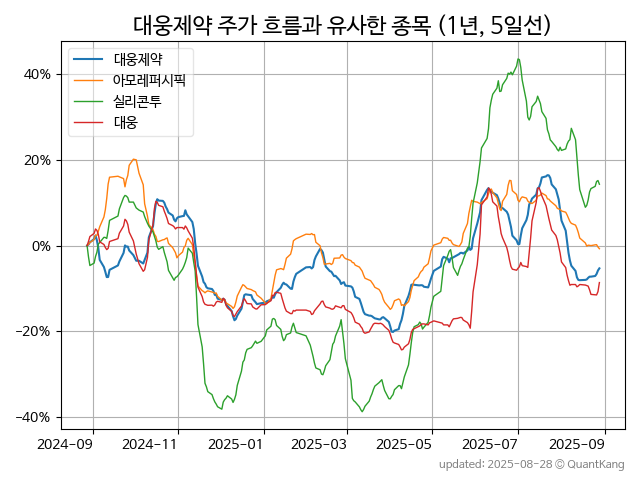 대웅제약 주가 흐름과 유사한 종목 (1년, 5일선)
대웅제약
아모레퍼시픽
실리콘투
대웅
40%
20%
0%
−20%
−40%
2024-09 2024-11 2025-01 2025-03 2025-05 2025-07 2025-09
updated: 2025-08-28 © QuantKang